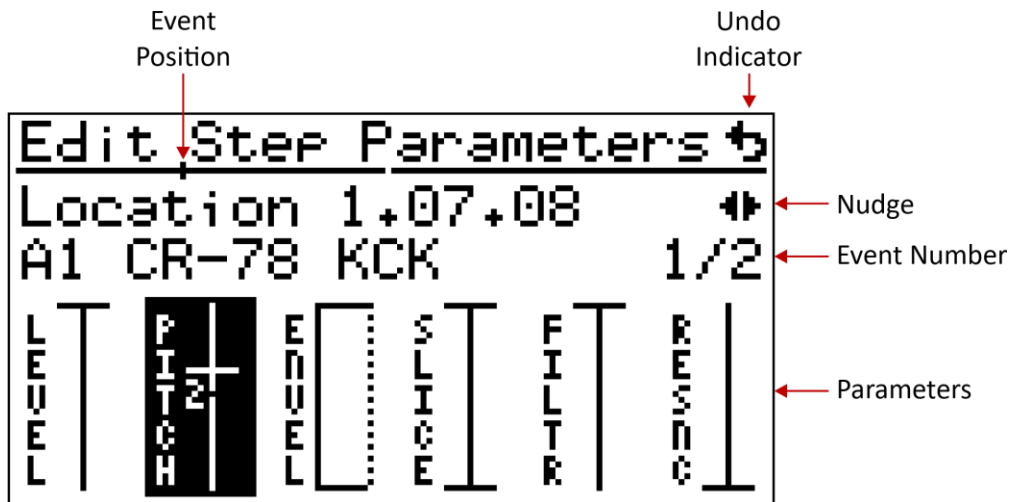 Event
Position
Undo
Indicator
Edit Step Parameters
Location 1.07.08
Nudge
A1 CR-78 KCK 1/2
Event Number
LEVEL
PITCH
2
ENVEL
SLICE
FILTR
RESNC
Parameters